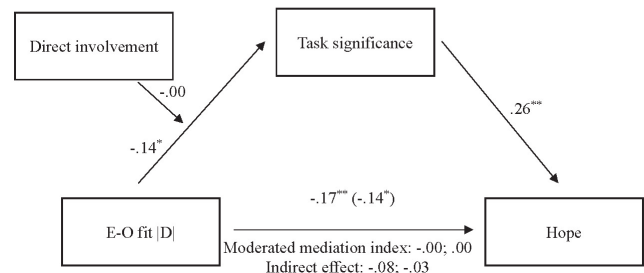 Direct involvement
Task significance
-.00
-.14*
.26**
E-O fit |D|
-.17** (-.14*)
Hope
Moderated mediation index: -.00; .00
Indirect effect: -.08; -.03